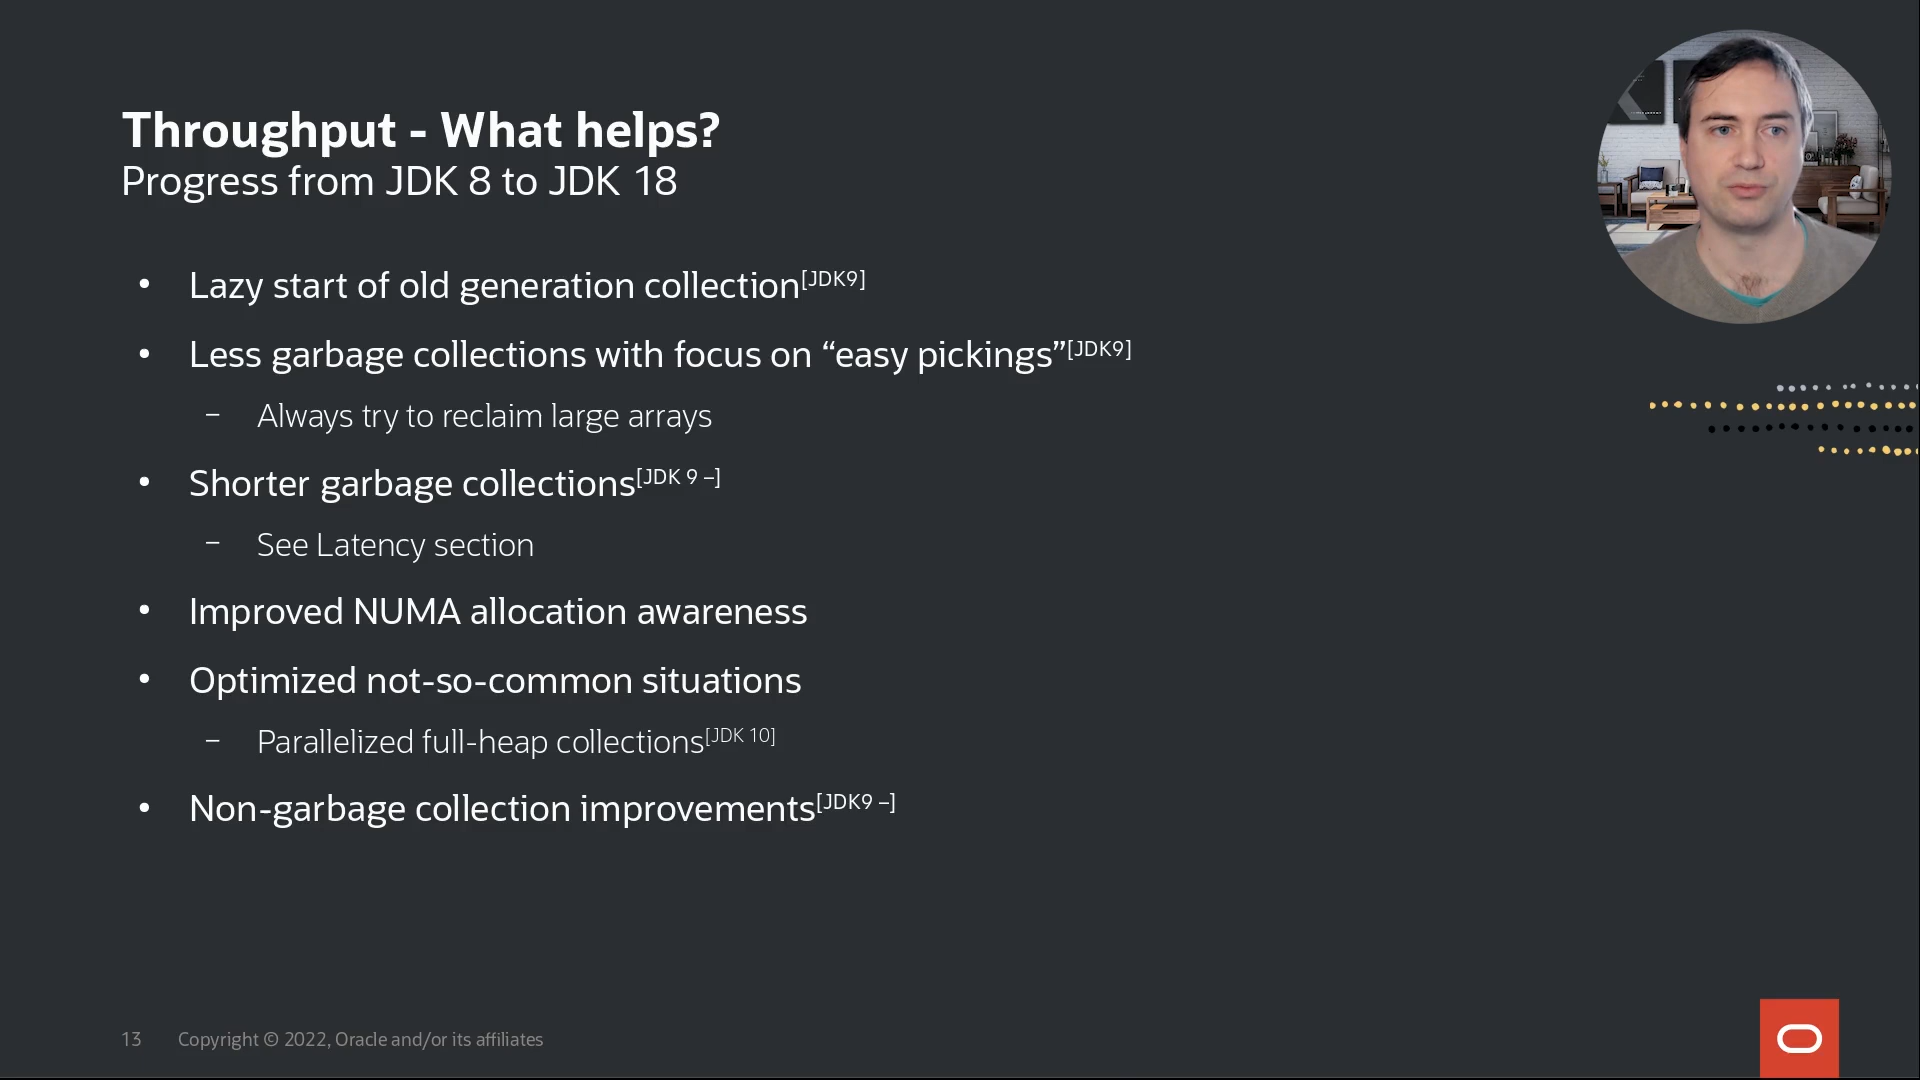 Throughput - What helps?
Progress from JDK 8 to JDK 18
• Lazy start of old generation collection[JDK9]
• Less garbage collections with focus on “easy pickings”[JDK9]
– Always try to reclaim large arrays
• Shorter garbage collections[JDK 9 –]
– See Latency section
• Improved NUMA allocation awareness
• Optimized not-so-common situations
– Parallelized full-heap collections[JDK 10]
• Non-garbage collection improvements[JDK9 –]
13 Copyright © 2022, Oracle and/or its affiliates